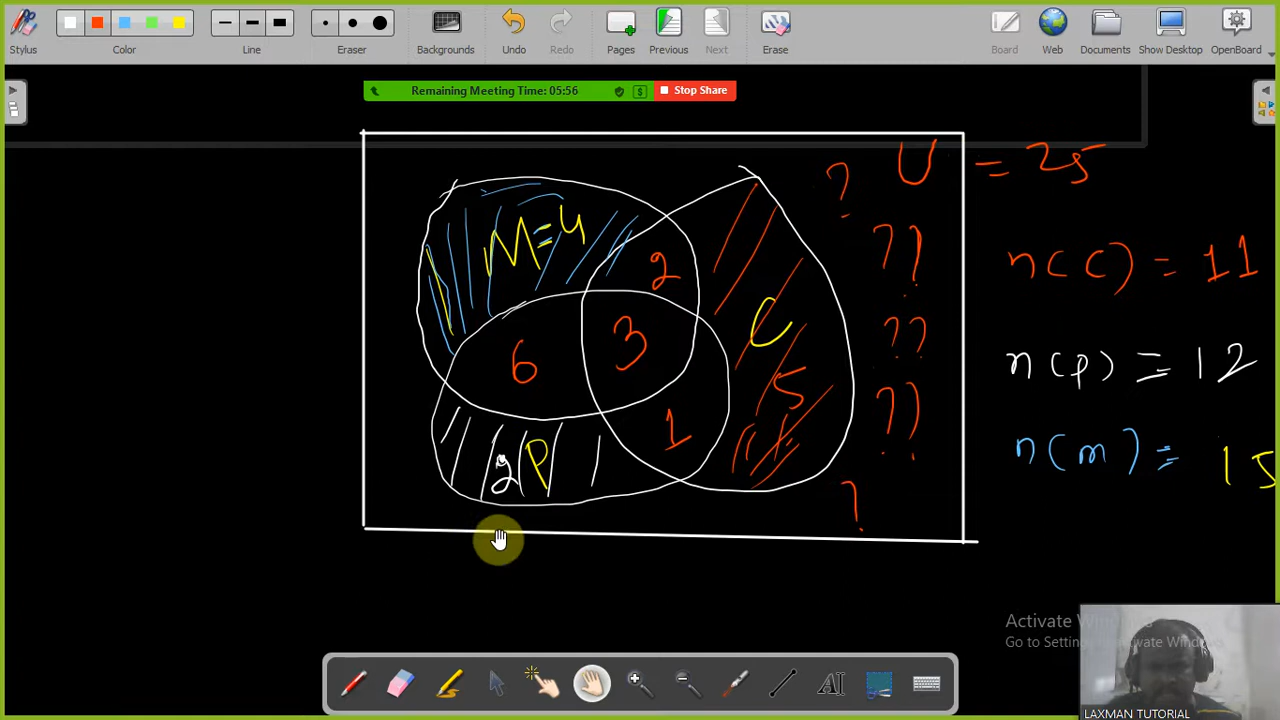 Stylus
Color
Line
Eraser
Backgrounds
Undo
Redo
Pages
Previous
Next
Erase
Board
Web
Documents
Show Desktop
OpenBoard
Remaining Meeting Time: 05:56
Stop Share
U = 25
M=4
2
n(C) = 11
C
6
3
n(p) = 12
5
1
n(m) = 15
2
P
?
??
??
??
?
Activate Windows
Go to Settings to Activate Windows
LAXMAN TUTORIAL